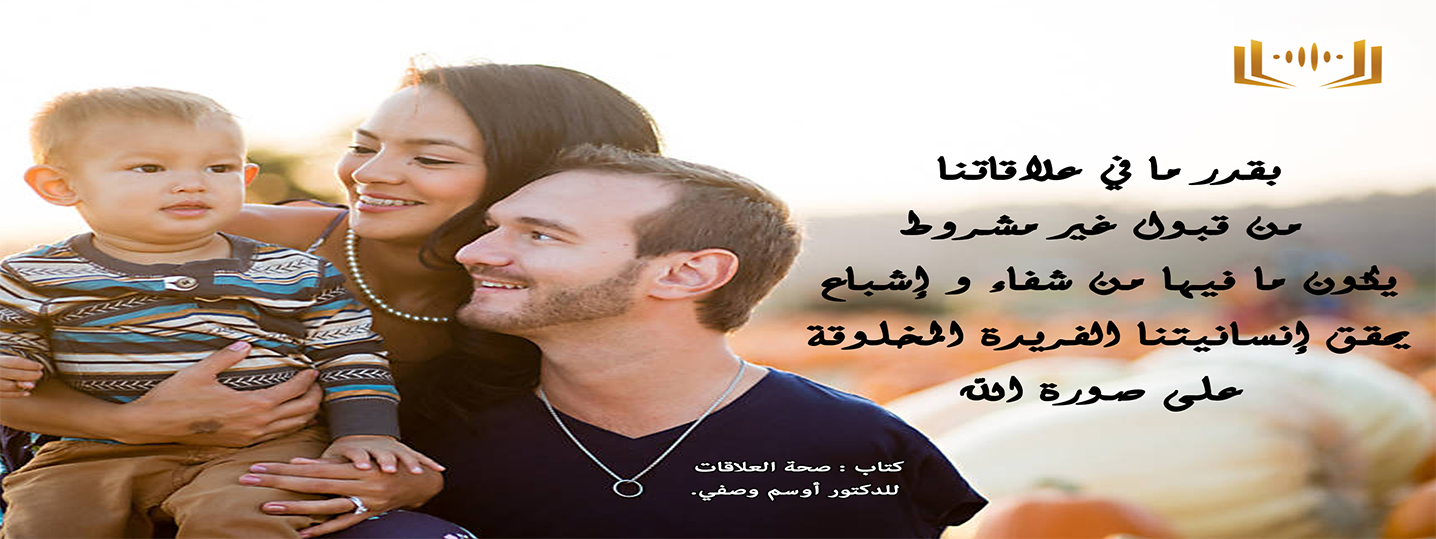 بقدر ما في علاقاتنا
من قبول غير مشروط
يكون ما فيها من شفاء و إشباع
يحقق إنسانيتنا الفريدة المخلوقة
على صورة الله
كتاب : صحة العلاقات
للدكتور أوسم وصفي.